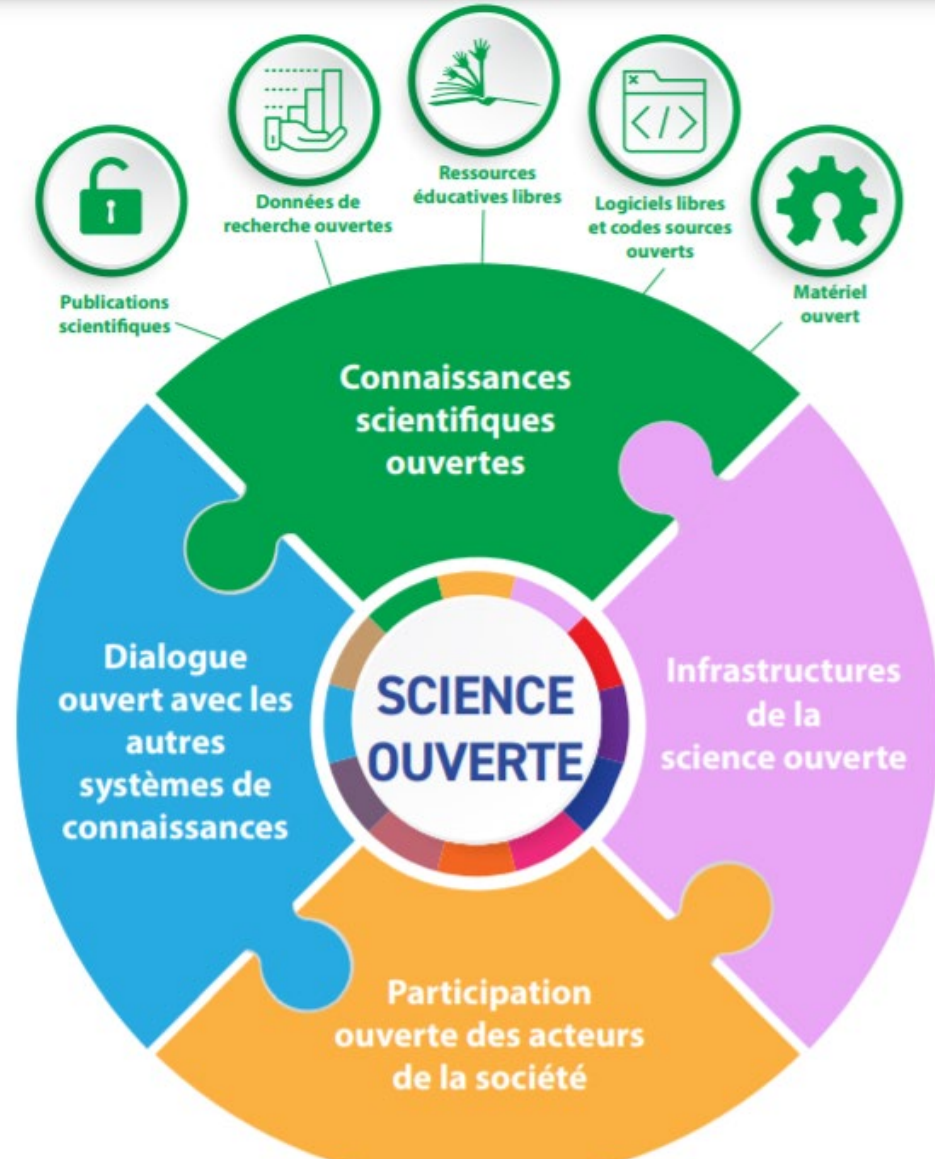 Ressources
éducatives libres
Données de
recherche ouvertes
Logiciels libres
et codes sources
ouverts
Publications
scientifiques
Matériel
ouvert
Connaissances
scientifiques
ouvertes
Dialogue
ouvert avec les
autres
systèmes de
connaissances
SCIENCE
OUVERTE
Infrastructures
de la
science ouverte
Participation
ouverte des acteurs
de la société